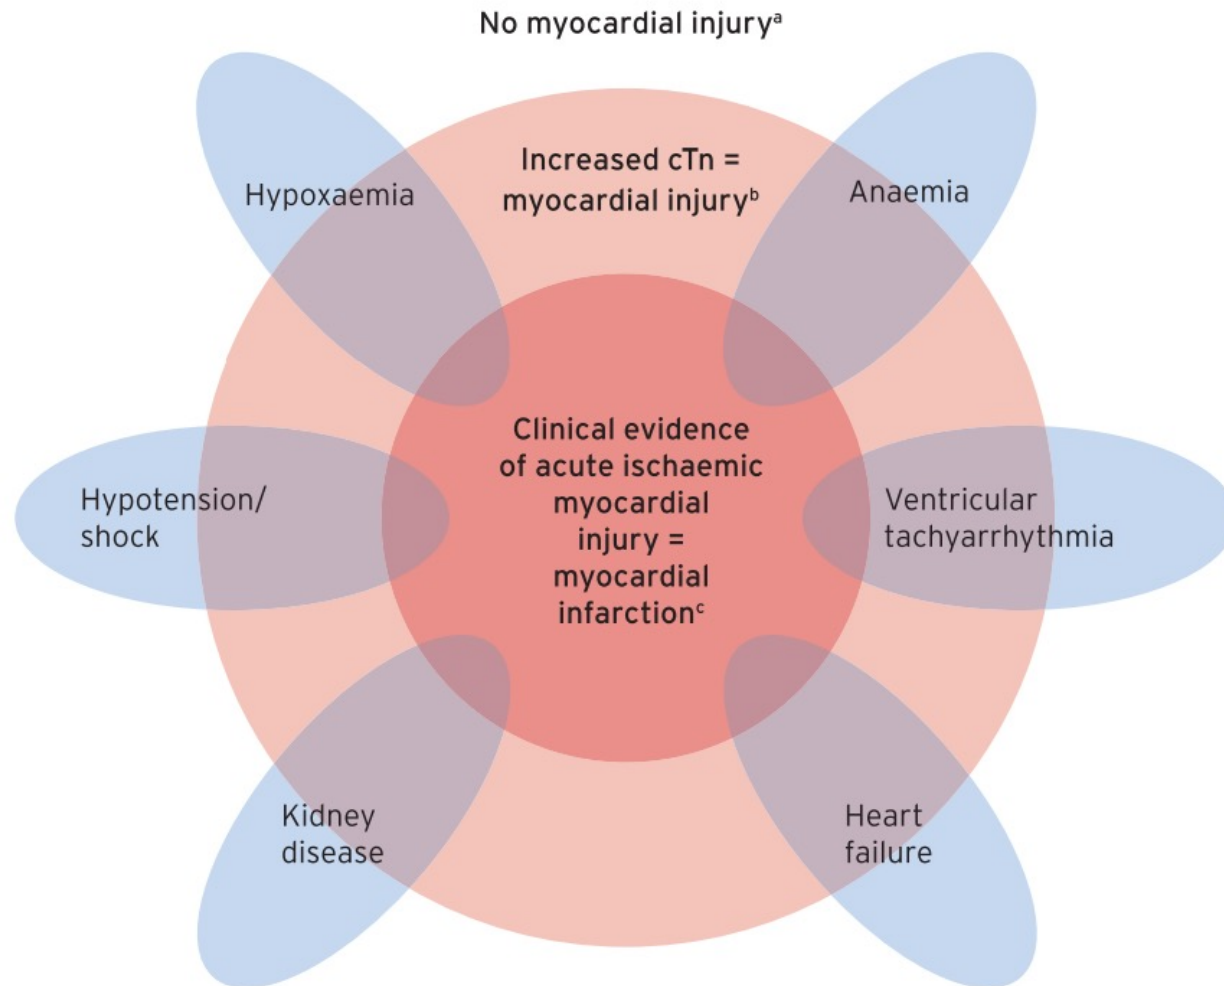 No myocardial injuryᵃ
Increased cTn =
myocardial injuryᵇ
Hypoxaemia
Anaemia
Clinical evidence
of acute ischaemic
myocardial
injury =
myocardial
infarctionᶜ
Hypotension/
shock
Ventricular
tachyarrhythmia
Kidney
disease
Heart
failure